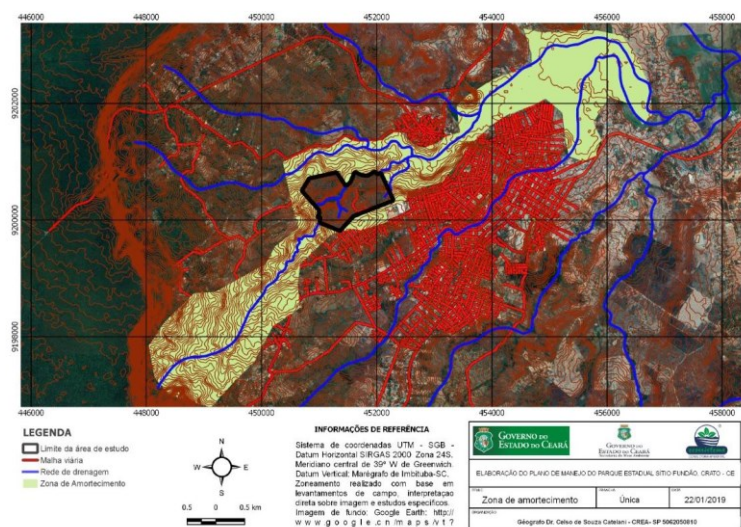 446000 448000 450000 452000 454000 456000 458000
9202000
9200000
9198000
446000 448000 450000 452000 454000 456000 458000
LEGENDA
Limite da área de estudo
Malha viária
Rede de drenagem
Zona de Amortecimento
N
W E
S
0.5 0 0.5 km
INFORMAÇÕES DE REFERÊNCIA
Sistema de coordenadas UTM - SGB -
Datum Horizontal SIRGAS 2000 Zona 24S.
Meridiano central de 39º W de Greenwich.
Datum Vertical: Marégrafo de Imbituba-SC.
Zoneamento realizado com base em
levantamentos de campo, interpretaçao
direta sobre imagem e estudos específicos.
Imagem de fundo: Google Earth: http://
www.google.cn/maps/vt?
GOVERNO DO
ESTADO DO CEARÁ
GOVERNO DO
ESTADO DO CEARÁ
ELABORAÇÃO DO PLANO DE MANEJO DO PARQUE ESTADUAL SÍTIO FUNDÃO, CRATO - CE
Zona de amortecimento
Única
22/01/2019
Geógrafo Dr. Celso de Souza Catelani - CREA- SP 5062050810